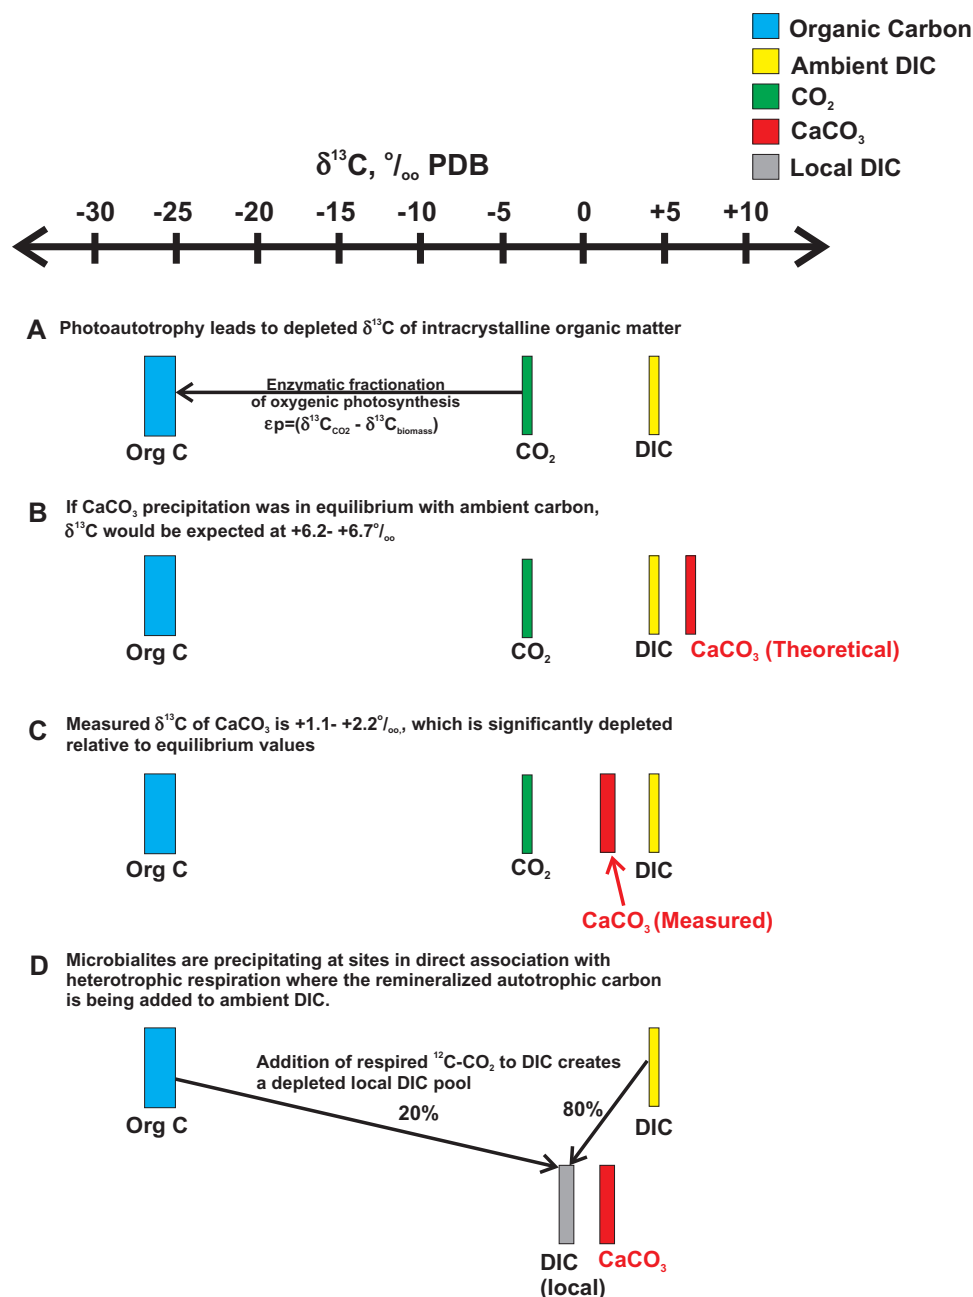 Organic Carbon
Ambient DIC
CO₂
CaCO₃
Local DIC
δ¹³C, °/₀₀ PDB
-30 -25 -20 -15 -10 -5 0 +5 +10
A Photoautotrophy leads to depleted δ¹³C of intracrystalline organic matter
Enzymatic fractionation
of oxygenic photosynthesis
εp=(δ¹³C_CO2 - δ¹³C_biomass)
Org C
CO₂
DIC
B If CaCO₃ precipitation was in equilibrium with ambient carbon,
δ¹³C would be expected at +6.2- +6.7°/₀₀
Org C
CO₂
DIC
CaCO₃ (Theoretical)
C Measured δ¹³C of CaCO₃ is +1.1- +2.2°/₀₀, which is significantly depleted
relative to equilibrium values
Org C
CO₂
DIC
CaCO₃ (Measured)
D Microbialites are precipitating at sites in direct association with
heterotrophic respiration where the remineralized autotrophic carbon
is being added to ambient DIC.
Addition of respired ¹²C-CO₂ to DIC creates
a depleted local DIC pool
20%
80%
Org C
DIC
DIC
(local)
CaCO₃